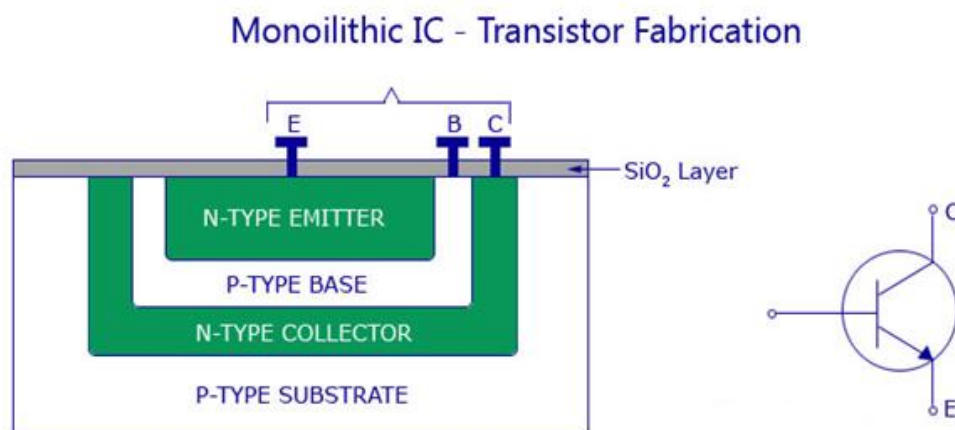 Monoilithic IC - Transistor Fabrication
E B C
SiO₂ Layer
N-TYPE EMITTER
P-TYPE BASE
N-TYPE COLLECTOR
P-TYPE SUBSTRATE
C
E